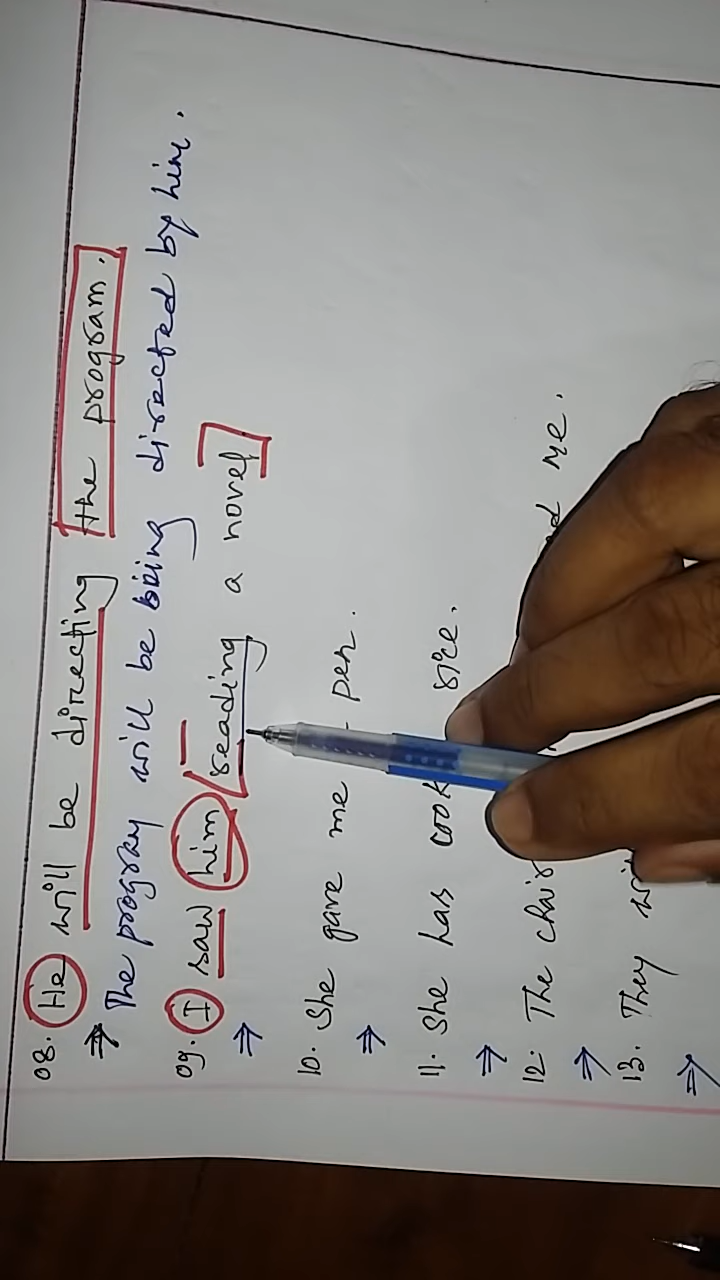 08. He will be directing the program.
⇒ The program will be being directed by him.
09. I saw him reading a novel
⇒
10. She gave me pen.
⇒
11. She has rice.
⇒
12. The me.
⇒
13. They
⇒